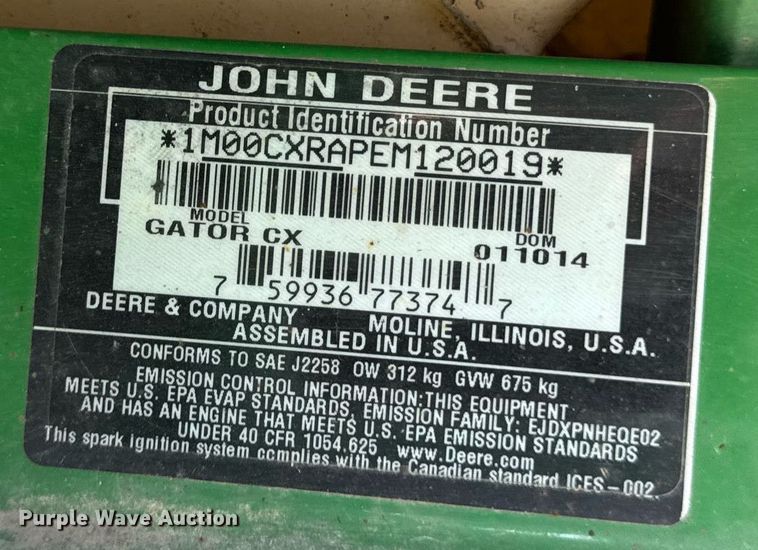 JOHN DEERE
Product Identification Number
*1M00CXRAPEM120019*
MODEL DOM
GATOR CX 011014
7 59936 77374 7
DEERE & COMPANY MOLINE, ILLINOIS, U.S.A.
ASSEMBLED IN U.S.A.
CONFORMS TO SAE J2258 OW 312 kg GVW 675 kg
EMISSION CONTROL INFORMATION:THIS EQUIPMENT
MEETS U.S. EPA EVAP STANDARDS, EMISSION FAMILY: EJDXPNHEQE02
AND HAS AN ENGINE THAT MEETS U.S. EPA EMISSION STANDARDS
UNDER 40 CFR 1054.625 www.Deere.com
This spark ignition system complies with the Canadian standard ICES-002.
Purple Wave Auction